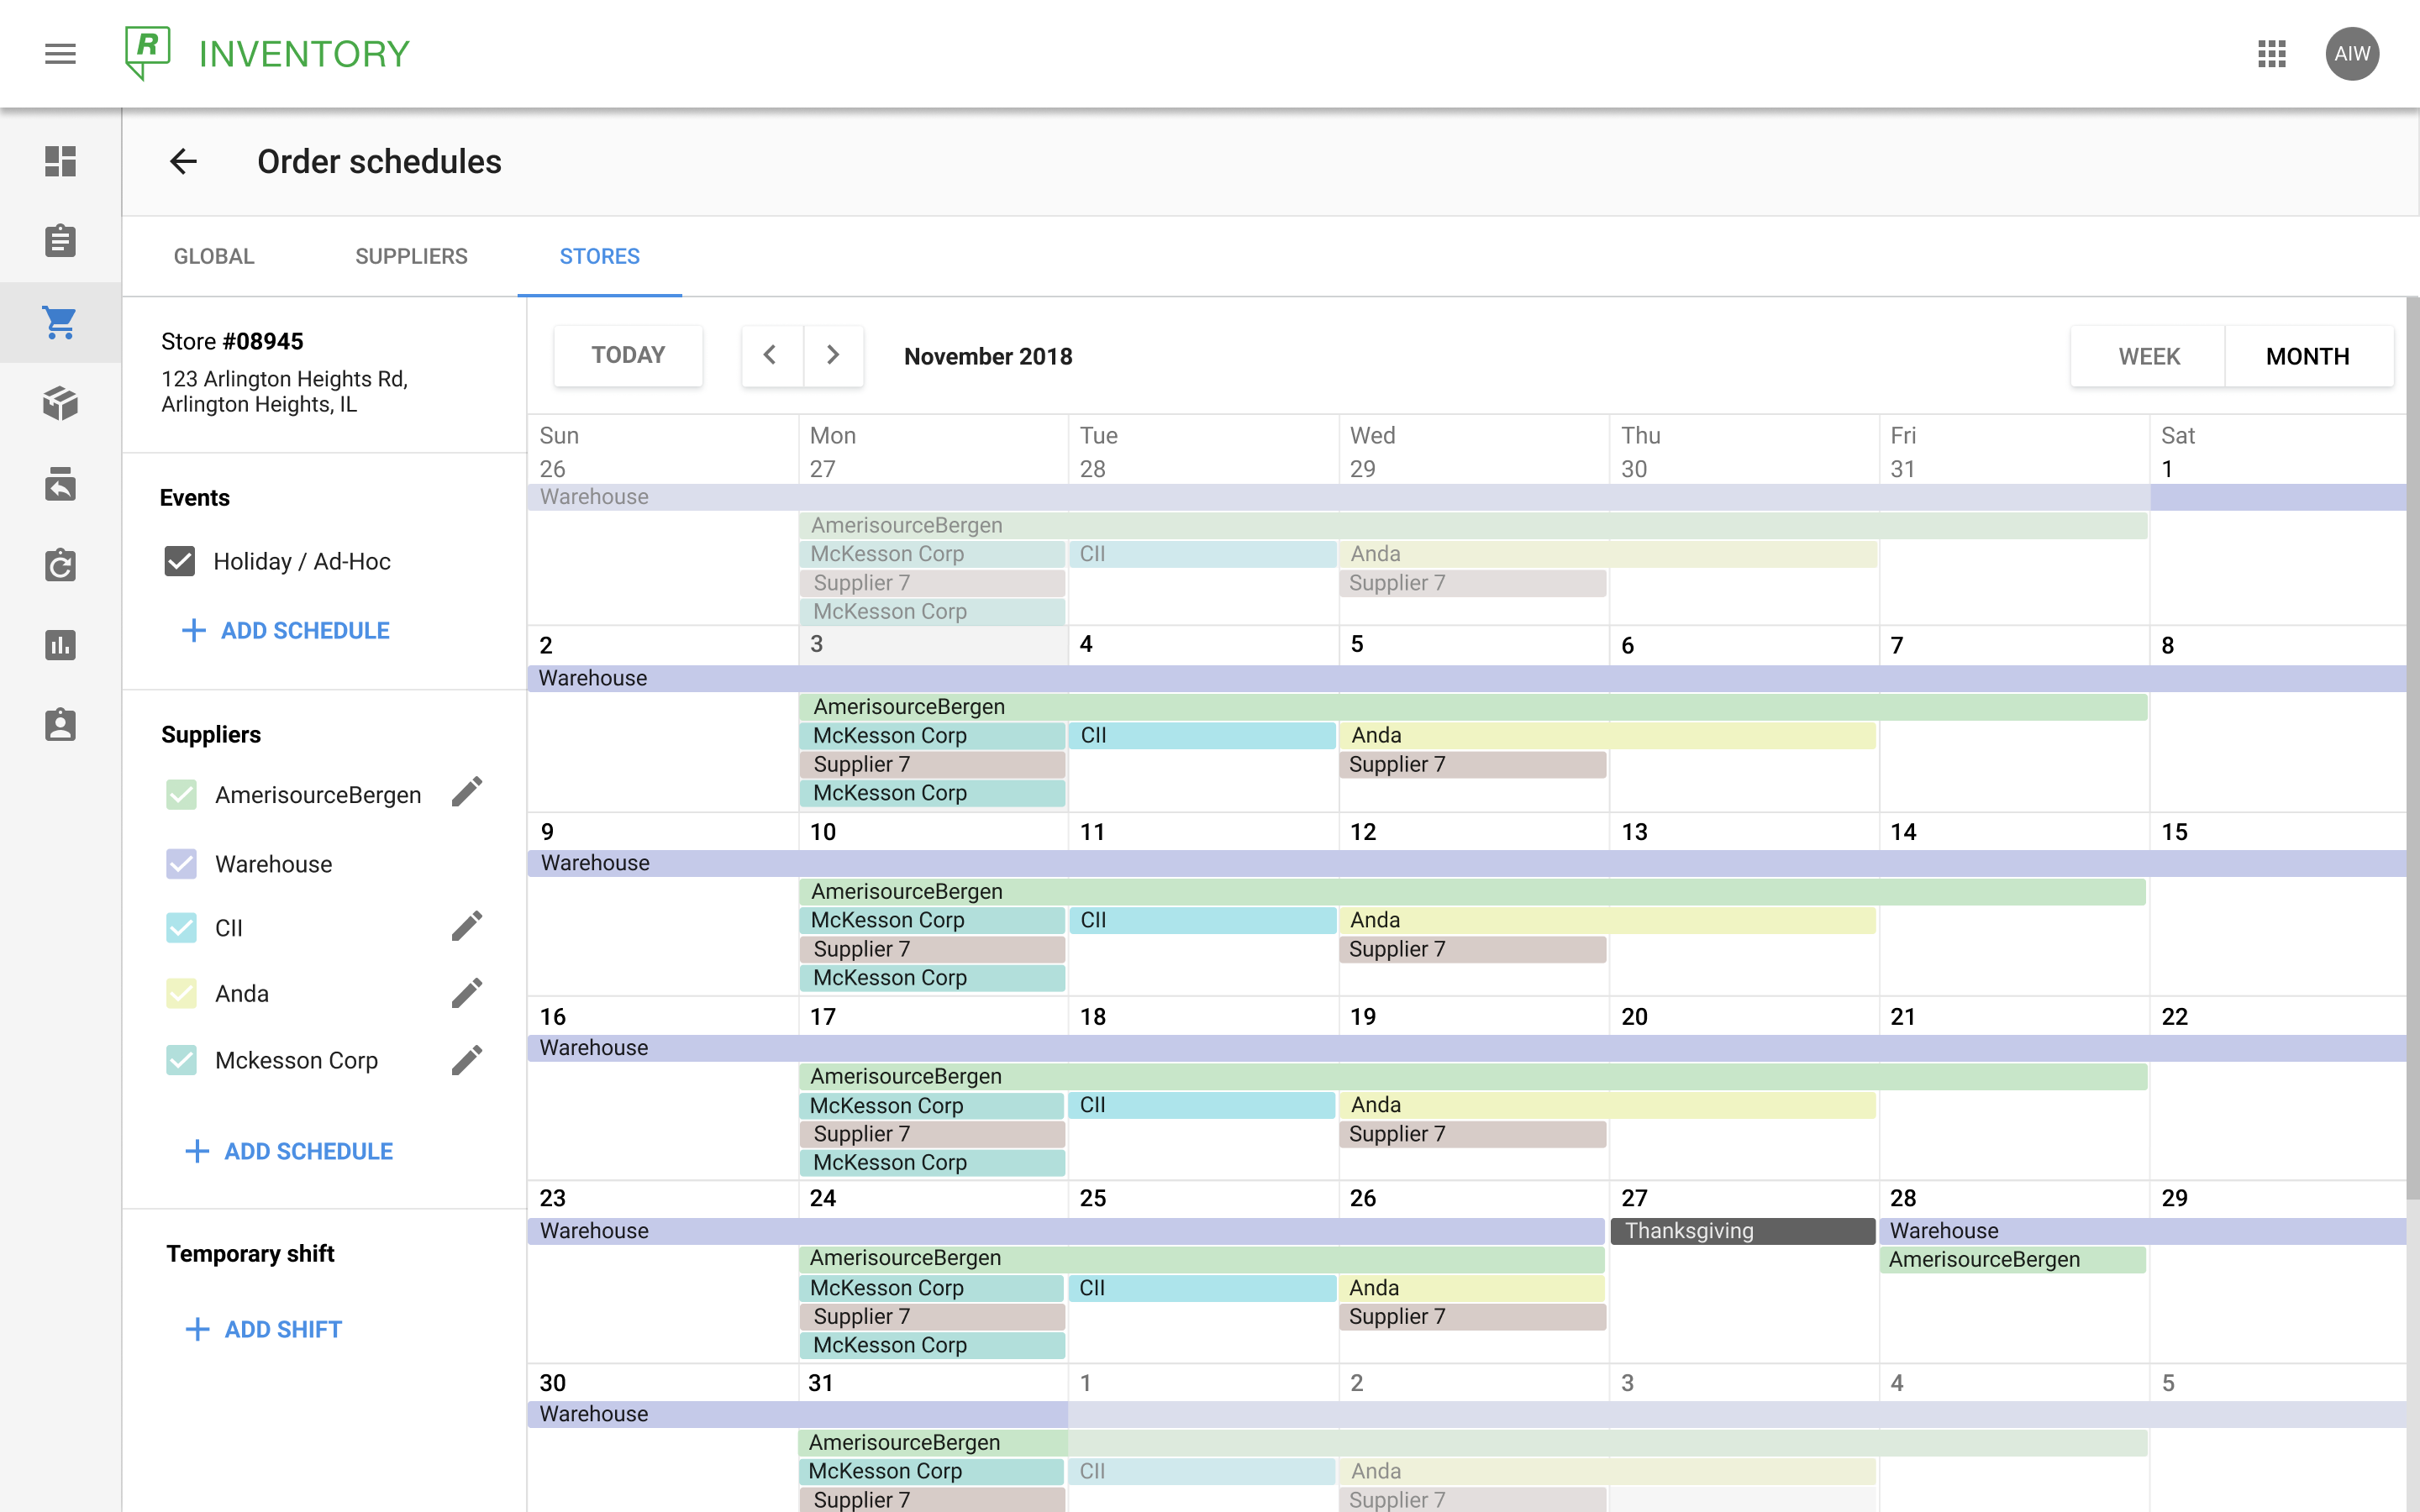 R INVENTORY
AIW
Order schedules
GLOBAL SUPPLIERS STORES
Store #08945
123 Arlington Heights Rd,
Arlington Heights, IL
Events
Holiday / Ad-Hoc
ADD SCHEDULE
Suppliers
AmerisourceBergen
Warehouse
CII
Anda
Mckesson Corp
ADD SCHEDULE
Temporary shift
ADD SHIFT
TODAY November 2018 WEEK MONTH
Sun Mon Tue Wed Thu Fri Sat
26 27 28 29 30 31 1
Warehouse
AmerisourceBergen
McKesson Corp CII Anda
Supplier 7 Supplier 7
McKesson Corp
2 3 4 5 6 7 8
Warehouse
AmerisourceBergen
McKesson Corp CII Anda
Supplier 7 Supplier 7
McKesson Corp
9 10 11 12 13 14 15
Warehouse
AmerisourceBergen
McKesson Corp CII Anda
Supplier 7 Supplier 7
McKesson Corp
16 17 18 19 20 21 22
Warehouse
AmerisourceBergen
McKesson Corp CII Anda
Supplier 7 Supplier 7
McKesson Corp
23 24 25 26 27 28 29
Warehouse Thanksgiving Warehouse
AmerisourceBergen AmerisourceBergen
McKesson Corp CII Anda
Supplier 7 Supplier 7
McKesson Corp
30 31 1 2 3 4 5
Warehouse
AmerisourceBergen
McKesson Corp CII Anda
Supplier 7 Supplier 7